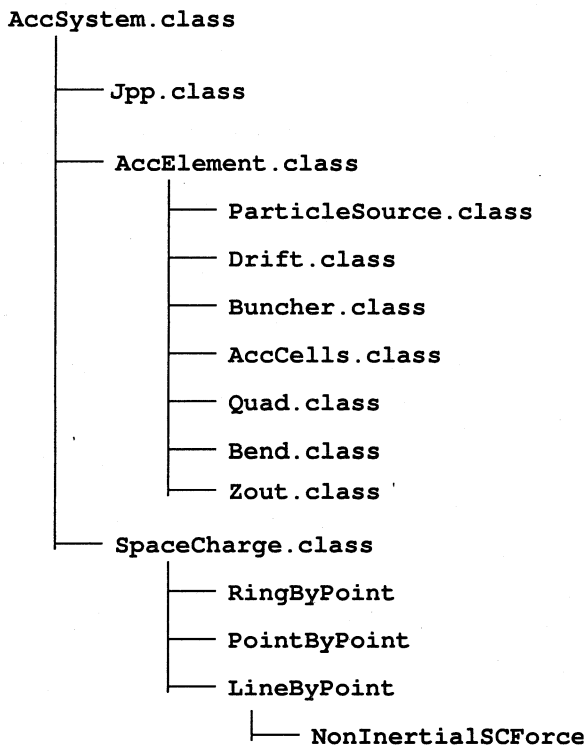 AccSystem.class
Jpp.class
AccElement.class
ParticleSource.class
Drift.class
Buncher.class
AccCells.class
Quad.class
Bend.class
Zout.class
SpaceCharge.class
RingByPoint
PointByPoint
LineByPoint
NonInertialSCForce